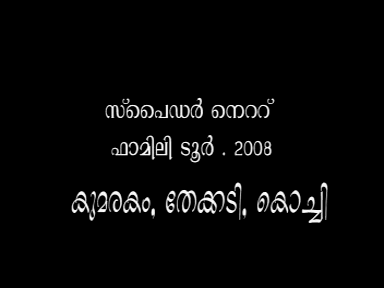 സ്പൈഡർ നെററ്
ഫാമിലി ടൂർ . 2008
കുമരകം, തേക്കടി, കൊച്ചി